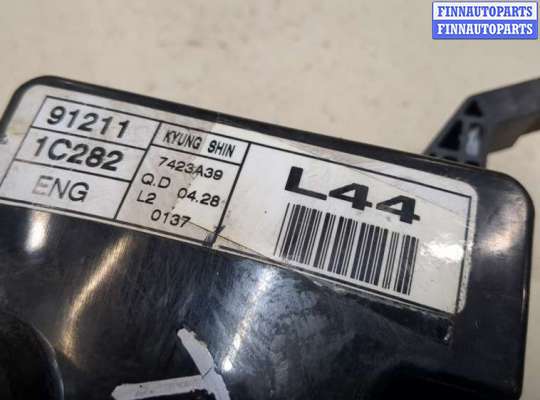 FINNAUTOPARTS
FINNAUTOPARTS
91211
1C282
ENG
KYUNG SHIN
7423A39
Q.D 04.28
L2
0137
L44